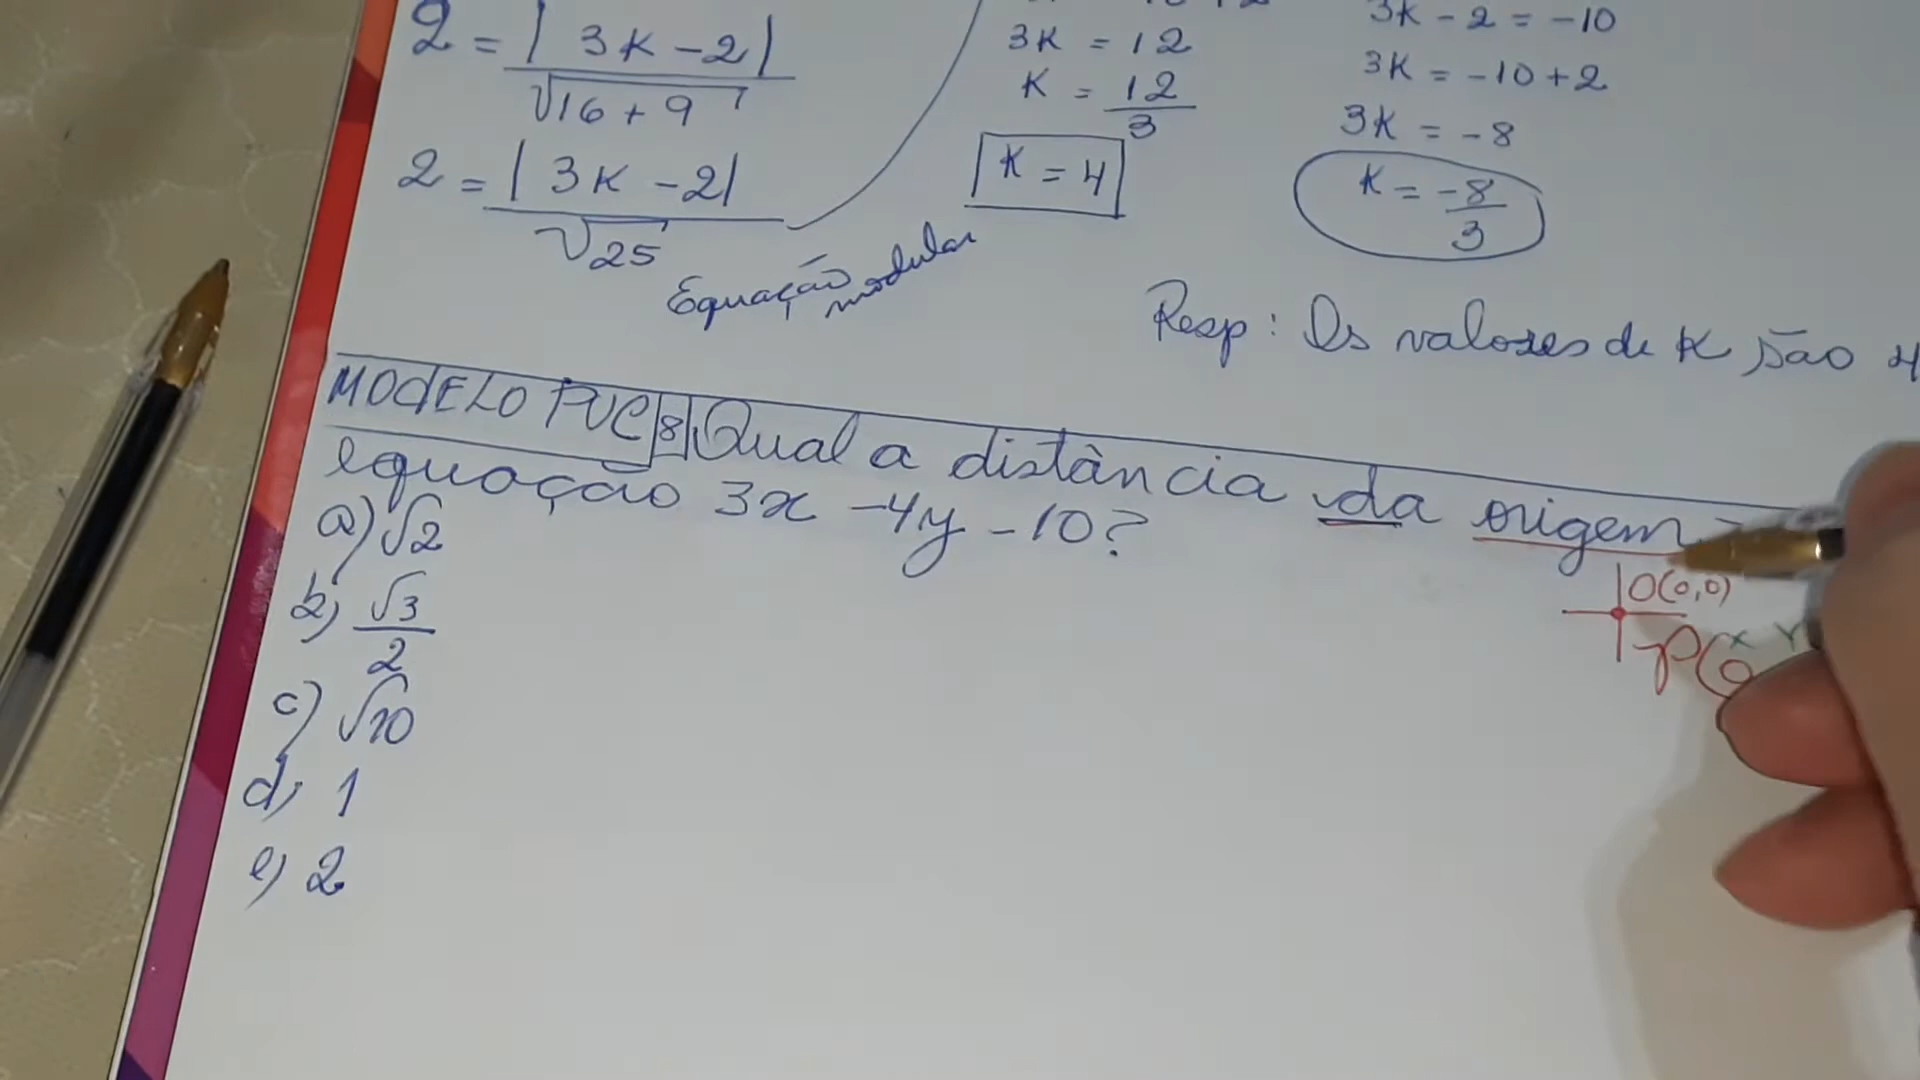 2 = |3K - 2|
√16 + 9
2 = |3K - 2|
√25
Equação
modular
3K = 12
K = 12
3
K = 4
3K - 2 = -10
3K = -10 + 2
3K = -8
K = -8
3
Resp: Os valores de K são 4
MODELO PUC 8) Qual a distância da origem
equação 3x - 4y - 10?
a) √2
b) √3
2
c) √10
d) 1
e) 2
O(0,0)
x y
P(0